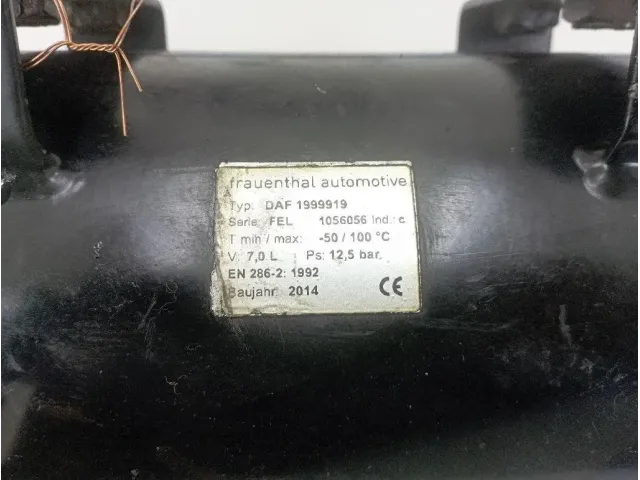 frauenthal automotive
Typ: DAF 1999919
Serie: FEL 1056056 Ind.: c
T min / max: -50 / 100 °C
V: 7,0 L Ps: 12,5 bar.
EN 286-2: 1992
Baujahr: 2014 CE